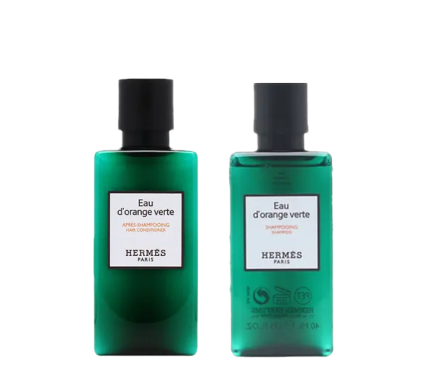 Eau
d'orange verte
APRÈS-SHAMPOOING
HAIR CONDITIONER
HERMÈS
PARIS
Eau
d'orange verte
SHAMPOOING
SHAMPOO
HERMÈS
PARIS